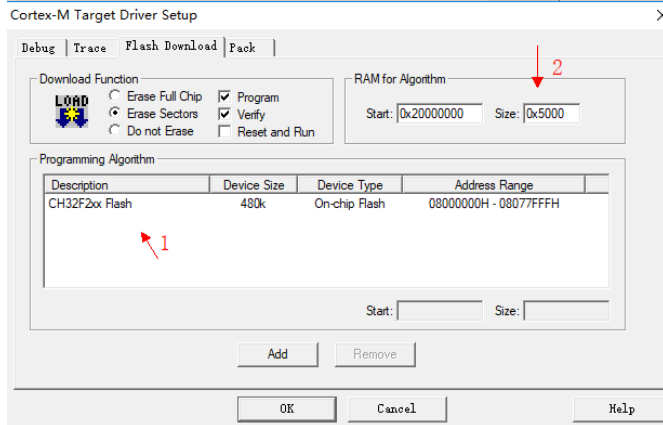 Cortex-M Target Driver Setup
Debug Trace Flash Download Pack
Download Function
LOAD
Erase Full Chip
Erase Sectors
Do not Erase
Program
Verify
Reset and Run
RAM for Algorithm
Start: 0x20000000 Size: 0x5000
2
Programming Algorithm
Description Device Size Device Type Address Range
CH32F2xx Flash 480k On-chip Flash 08000000H - 08077FFFH
1
Start: Size:
Add Remove
OK Cancel Help